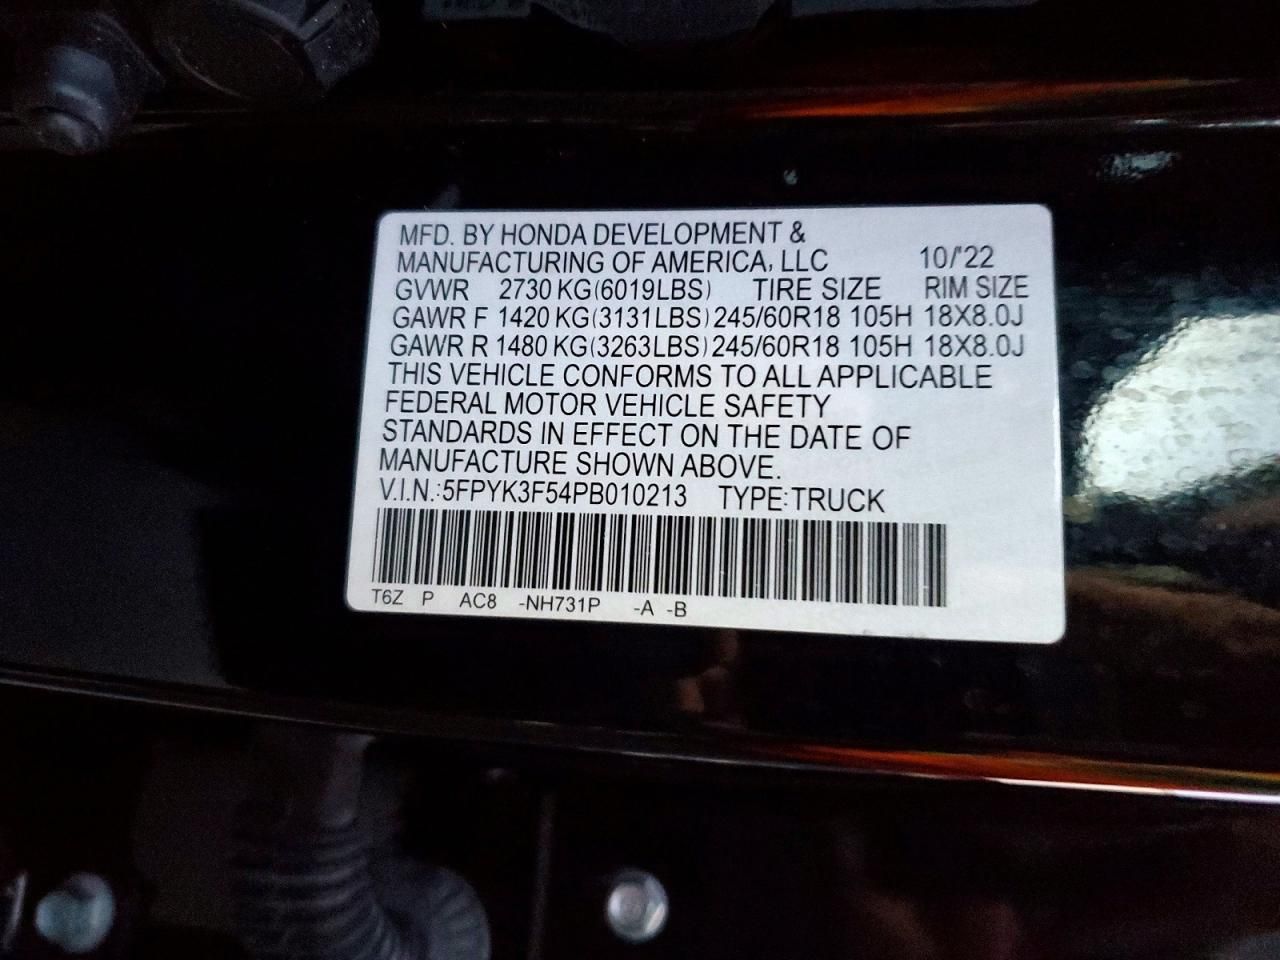 MFD. BY HONDA DEVELOPMENT &
MANUFACTURING OF AMERICA, LLC 10/'22
GVWR 2730 KG(6019LBS) TIRE SIZE RIM SIZE
GAWR F 1420 KG(3131LBS) 245/60R18 105H 18X8.0J
GAWR R 1480 KG(3263LBS) 245/60R18 105H 18X8.0J
THIS VEHICLE CONFORMS TO ALL APPLICABLE
FEDERAL MOTOR VEHICLE SAFETY
STANDARDS IN EFFECT ON THE DATE OF
MANUFACTURE SHOWN ABOVE.
V.I.N.:5FPYK3F54PB010213 TYPE:TRUCK
T6Z P AC8 -NH731P -A -B